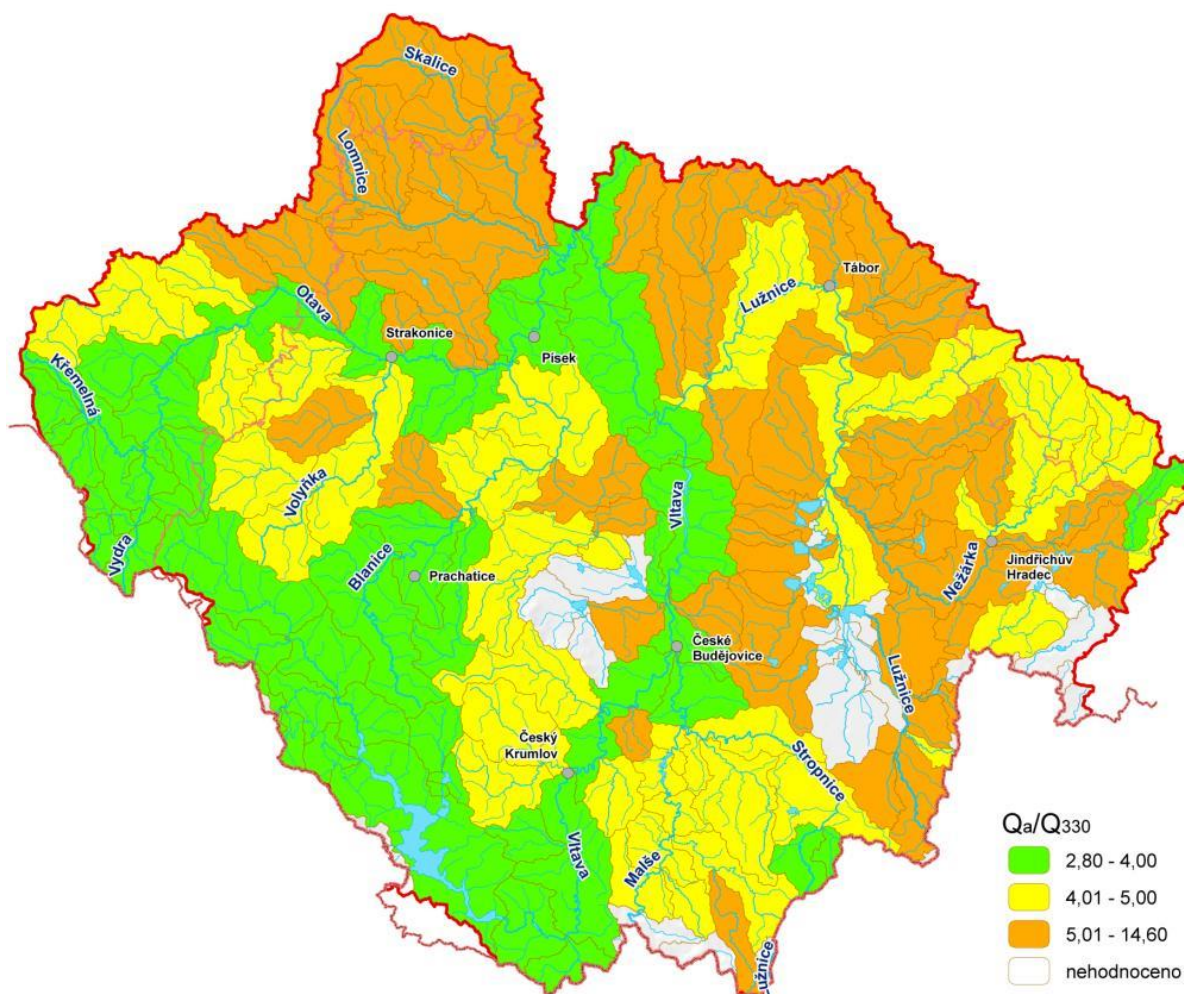 Skalice
Lomnice
Otava
Strakonice
Písek
Lužnice
Tábor
Křemelná
Volyňka
Vltava
Vydra
Blanice
Prachatice
Nežárka
Jindřichův
Hradec
České
Budějovice
Lužnice
Český
Krumlov
Stropnice
Vltava
Malše
Lužnice
Qa/Q330
2,80 - 4,00
4,01 - 5,00
5,01 - 14,60
nehodnoceno